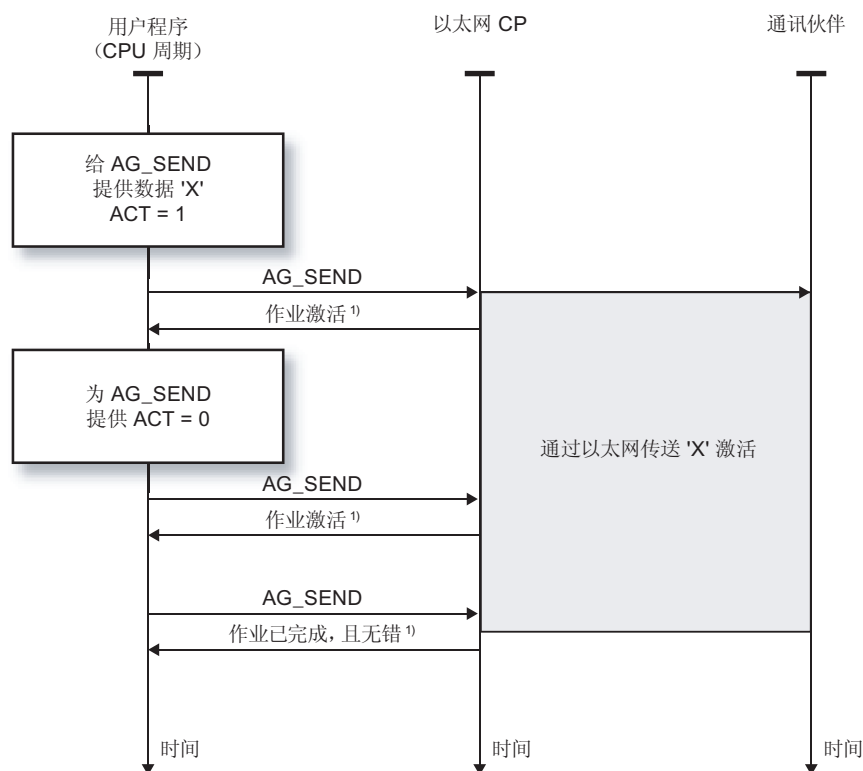 用户程序
（CPU 周期）
以太网 CP
通讯伙伴
给 AG_SEND
提供数据 'X'
ACT = 1
AG_SEND
作业激活 1)
为 AG_SEND
提供 ACT = 0
通过以太网传送 'X' 激活
AG_SEND
作业激活 1)
AG_SEND
作业已完成，且无错 1)
时间
时间
时间